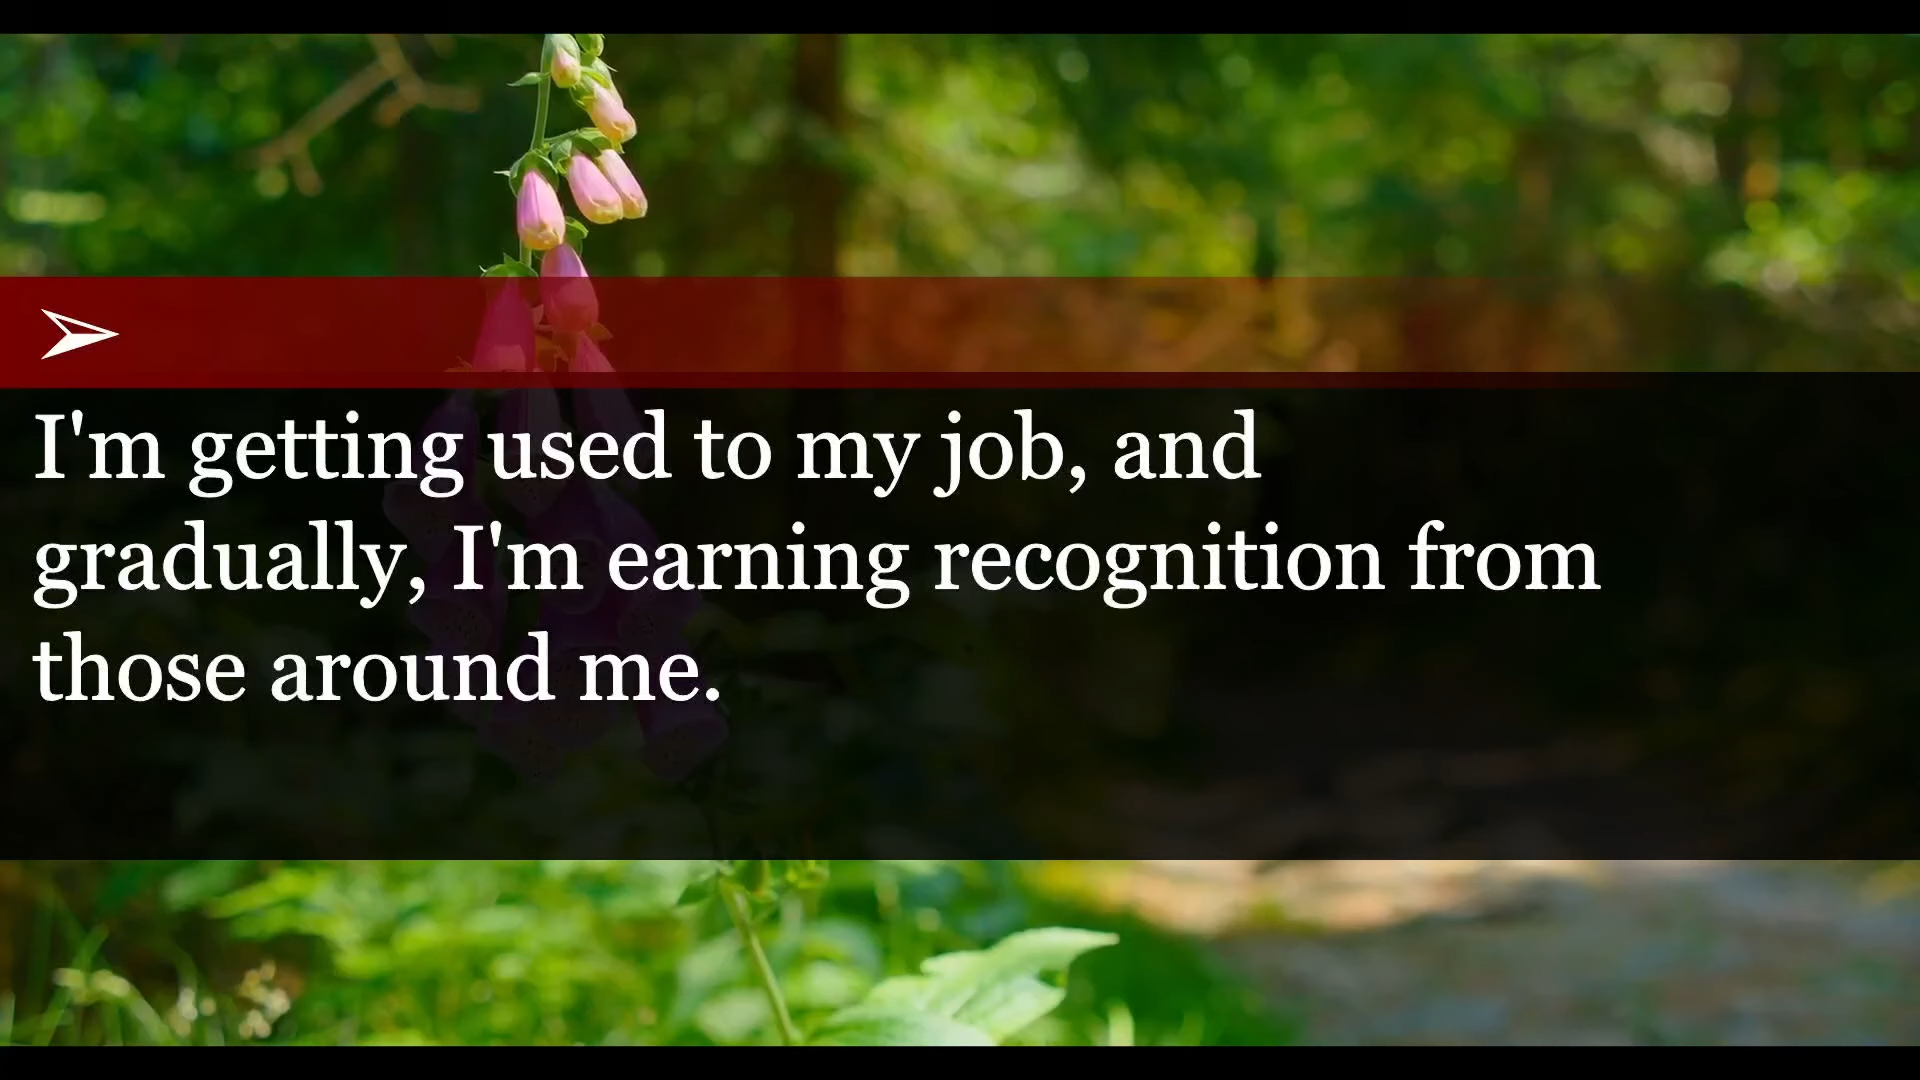 I'm getting used to my job, and
gradually, I'm earning recognition from
those around me.